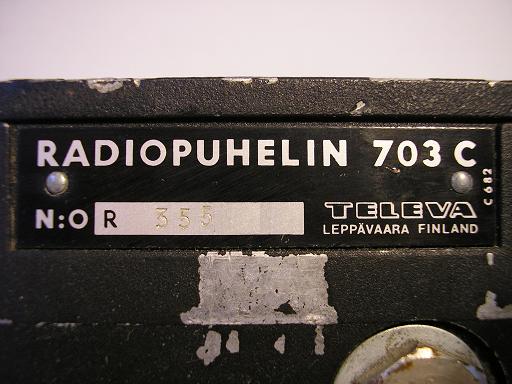 RADIOPUHELIN 703 C
N:O R 355
TELEVA
LEPPÄVAARA FINLAND
C 682